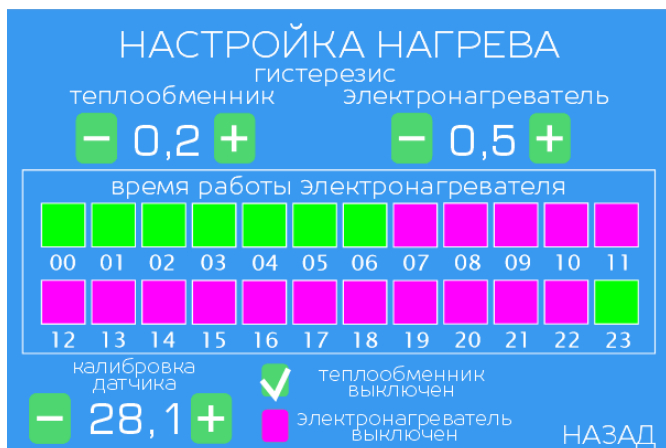 НАСТРОЙКА НАГРЕВА
гистерезис
теплообменник электронагреватель
− 0,2 + − 0,5 +
время работы электронагревателя
00 01 02 03 04 05 06 07 08 09 10 11
12 13 14 15 16 17 18 19 20 21 22 23
калибровка
датчика
− 28,1 +
теплообменник
выключен
электронагреватель
выключен
НАЗАД